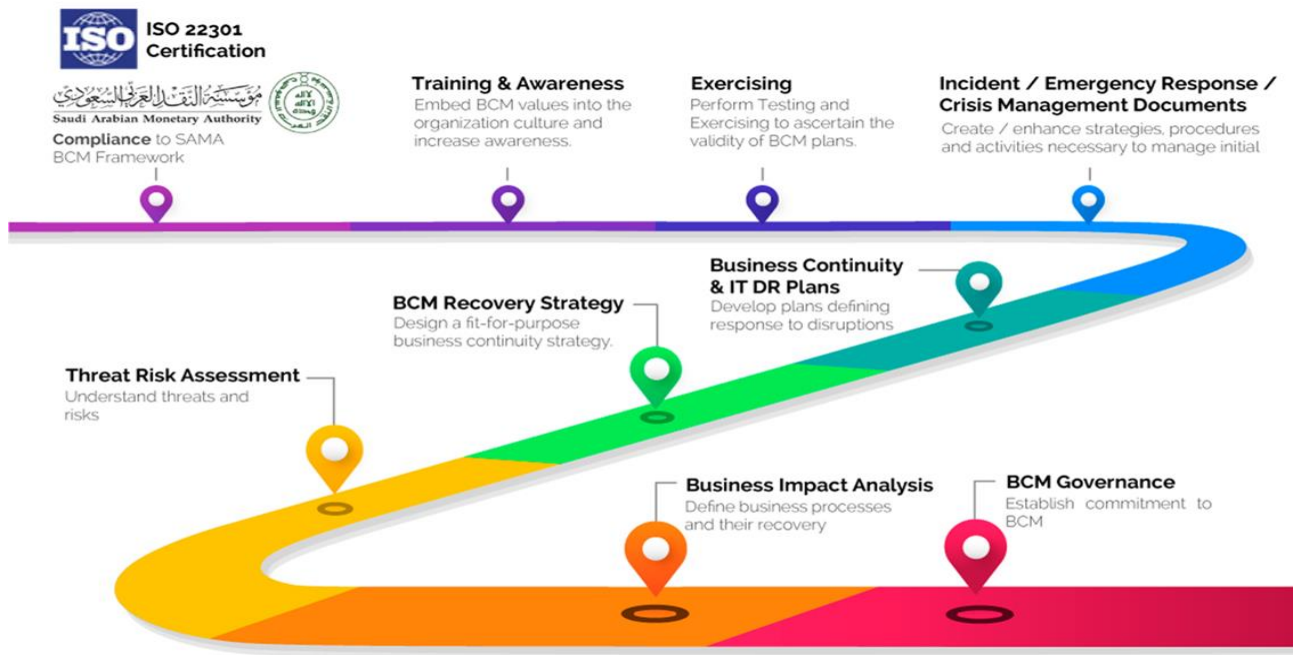 ISO
ISO 22301
Certification
مؤسسة النقد العربي السعودي
Saudi Arabian Monetary Authority
Compliance to SAMA
BCM Framework
Training & Awareness
Embed BCM values into the
organization culture and
increase awareness.
Exercising
Perform Testing and
Exercising to ascertain the
validity of BCM plans.
Incident / Emergency Response /
Crisis Management Documents
Create / enhance strategies, procedures
and activities necessary to manage initial
Business Continuity
& IT DR Plans
Develop plans defining
response to disruptions
BCM Recovery Strategy
Design a fit-for-purpose
business continuity strategy.
Threat Risk Assessment
Understand threats and
risks
Business Impact Analysis
Define business processes
and their recovery
BCM Governance
Establish commitment to
BCM